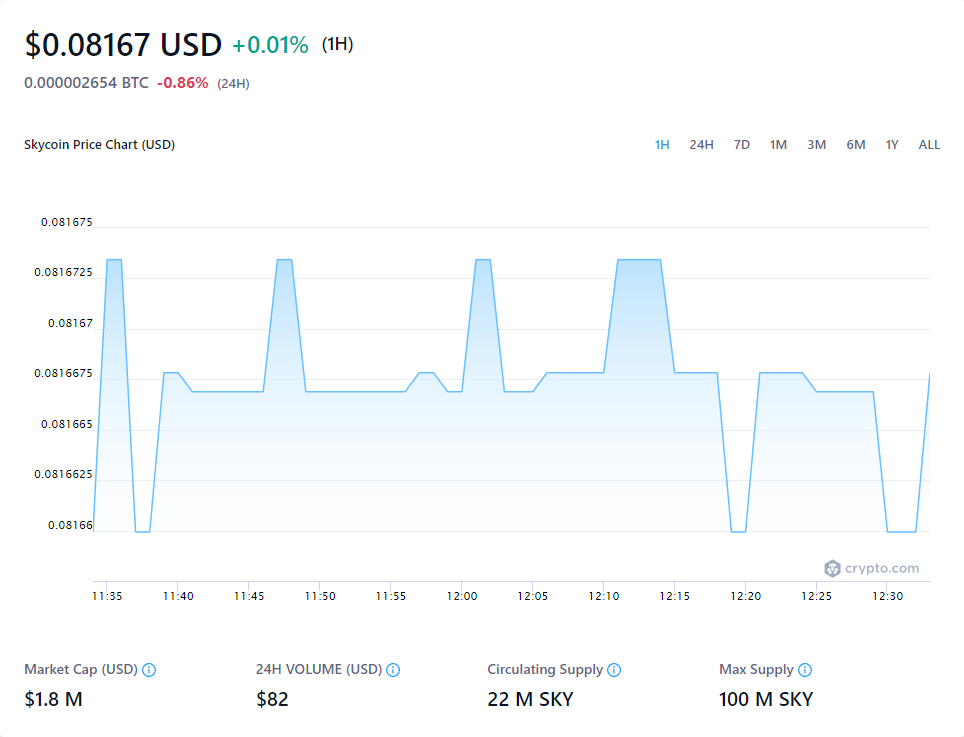 $0.08167 USD +0.01% (1H)
0.000002654 BTC -0.86% (24H)
Skycoin Price Chart (USD) 1H 24H 7D 1M 3M 6M 1Y ALL
0.081675
0.0816725
0.08167
0.0816675
0.081665
0.0816625
0.08166
crypto.com
11:35 11:40 11:45 11:50 11:55 12:00 12:05 12:10 12:15 12:20 12:25 12:30
Market Cap (USD) 24H VOLUME (USD) Circulating Supply Max Supply
$1.8 M $82 22 M SKY 100 M SKY